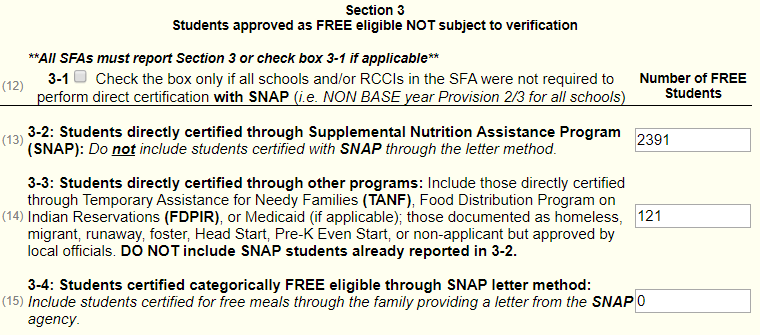 Section 3
Students approved as FREE eligible NOT subject to verification
**All SFAs must report Section 3 or check box 3-1 if applicable**
(12) 3-1 Check the box only if all schools and/or RCCIs in the SFA were not required to
perform direct certification with SNAP (i.e. NON BASE year Provision 2/3 for all schools)
Number of FREE
Students
(13) 3-2: Students directly certified through Supplemental Nutrition Assistance Program
(SNAP): Do not include students certified with SNAP through the letter method.
2391
3-3: Students directly certified through other programs: Include those directly certified
through Temporary Assistance for Needy Families (TANF), Food Distribution Program on
(14) Indian Reservations (FDPIR), or Medicaid (if applicable); those documented as homeless,
migrant, runaway, foster, Head Start, Pre-K Even Start, or non-applicant but approved by
local officials. DO NOT include SNAP students already reported in 3-2.
121
3-4: Students certified categorically FREE eligible through SNAP letter method:
(15) Include students certified for free meals through the family providing a letter from the SNAP
agency.
0